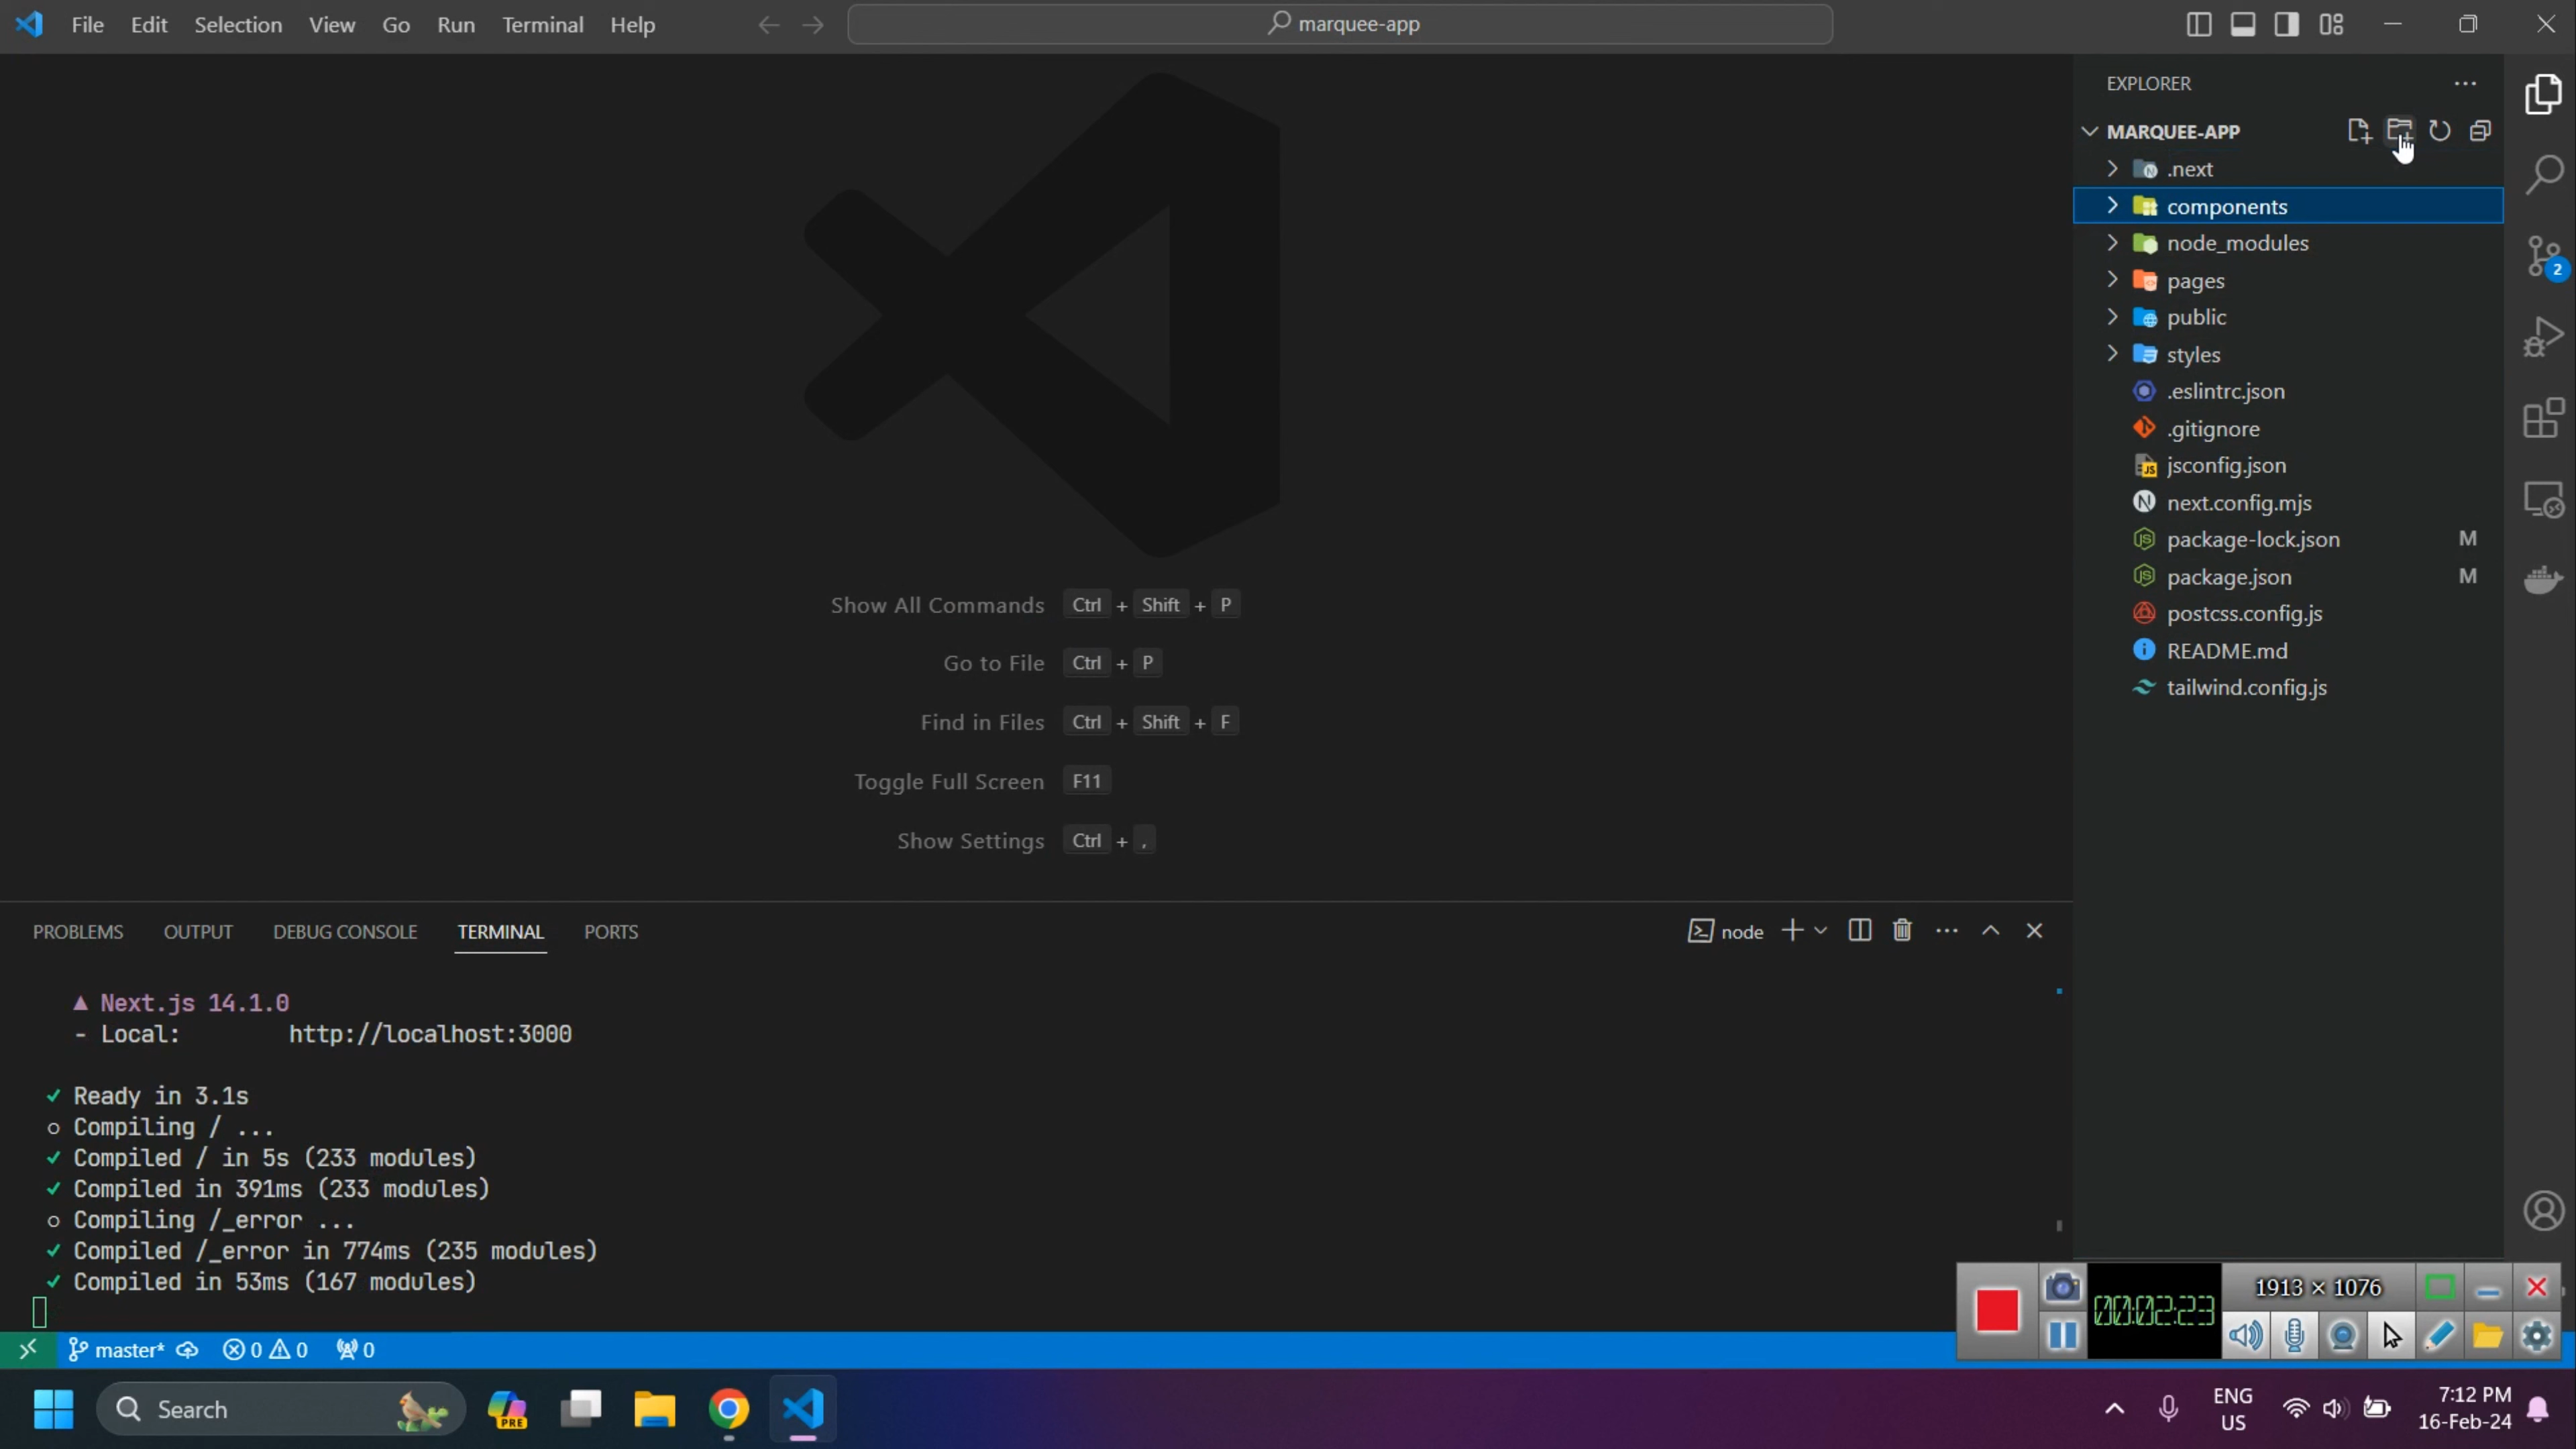 File Edit Selection View Go Run Terminal Help
marquee-app
EXPLORER
MARQUEE-APP
.next
components
node_modules
pages
public
styles
.eslintrc.json
.gitignore
jsconfig.json
next.config.mjs
package-lock.json M
package.json M
postcss.config.js
README.md
tailwind.config.js
2
Show All Commands Ctrl + Shift + P
Go to File Ctrl + P
Find in Files Ctrl + Shift + F
Toggle Full Screen F11
Show Settings Ctrl + ,
PROBLEMS OUTPUT DEBUG CONSOLE TERMINAL PORTS
node
▲ Next.js 14.1.0
- Local: http://localhost:3000
✓ Ready in 3.1s
○ Compiling / ...
✓ Compiled / in 5s (233 modules)
✓ Compiled in 391ms (233 modules)
○ Compiling /_error ...
✓ Compiled /_error in 774ms (235 modules)
✓ Compiled in 53ms (167 modules)
1913 × 1076
00:02:23
master* 0 0 0
Search
PRE
ENG
US
7:12 PM
16-Feb-24